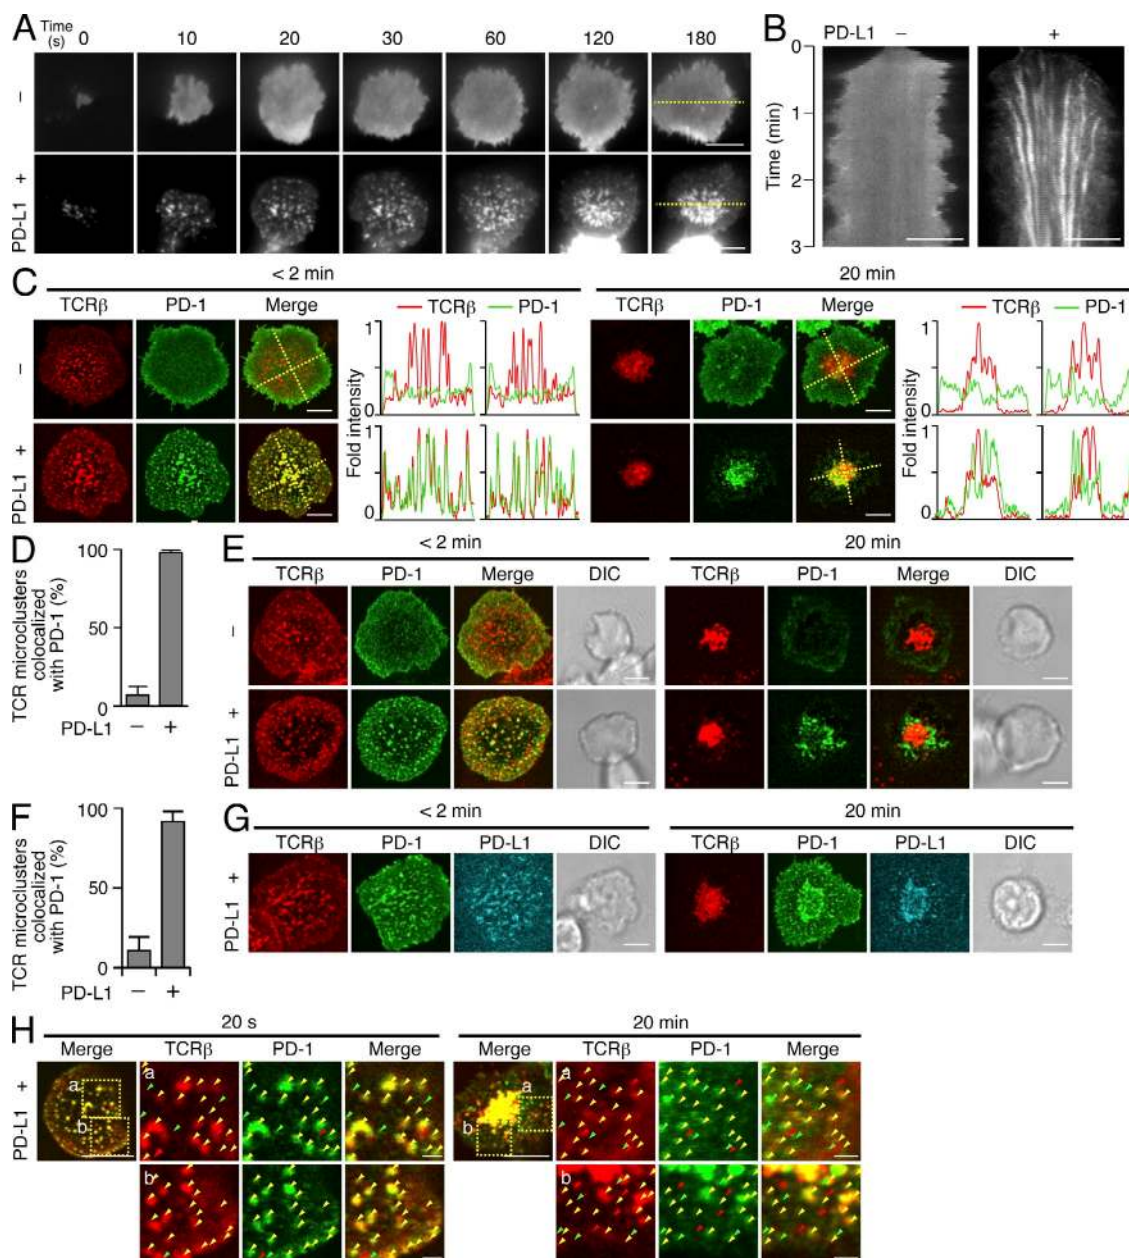 A Time (s) 0 10 20 30 60 120 180
−
PD-L1 +
B PD-L1 − +
Time (min)
0
1
2
3
C < 2 min 20 min
TCRβ PD-1 Merge TCRβ PD-1 TCRβ PD-1 Merge TCRβ PD-1
−
PD-L1 +
Fold intensity
1
0
1
0
Fold intensity
1
0
1
0
D
TCR microclusters colocalized with PD-1 (%)
100
50
0
PD-L1 − +
E < 2 min 20 min
TCRβ PD-1 Merge DIC TCRβ PD-1 Merge DIC
−
PD-L1 +
F
TCR microclusters colocalized with PD-1 (%)
100
50
0
PD-L1 − +
G < 2 min 20 min
TCRβ PD-1 PD-L1 DIC TCRβ PD-1 PD-L1 DIC
PD-L1 +
H 20 s 20 min
Merge TCRβ PD-1 Merge Merge TCRβ PD-1 Merge
PD-L1 +
a
b
a
b
a
b
a
b